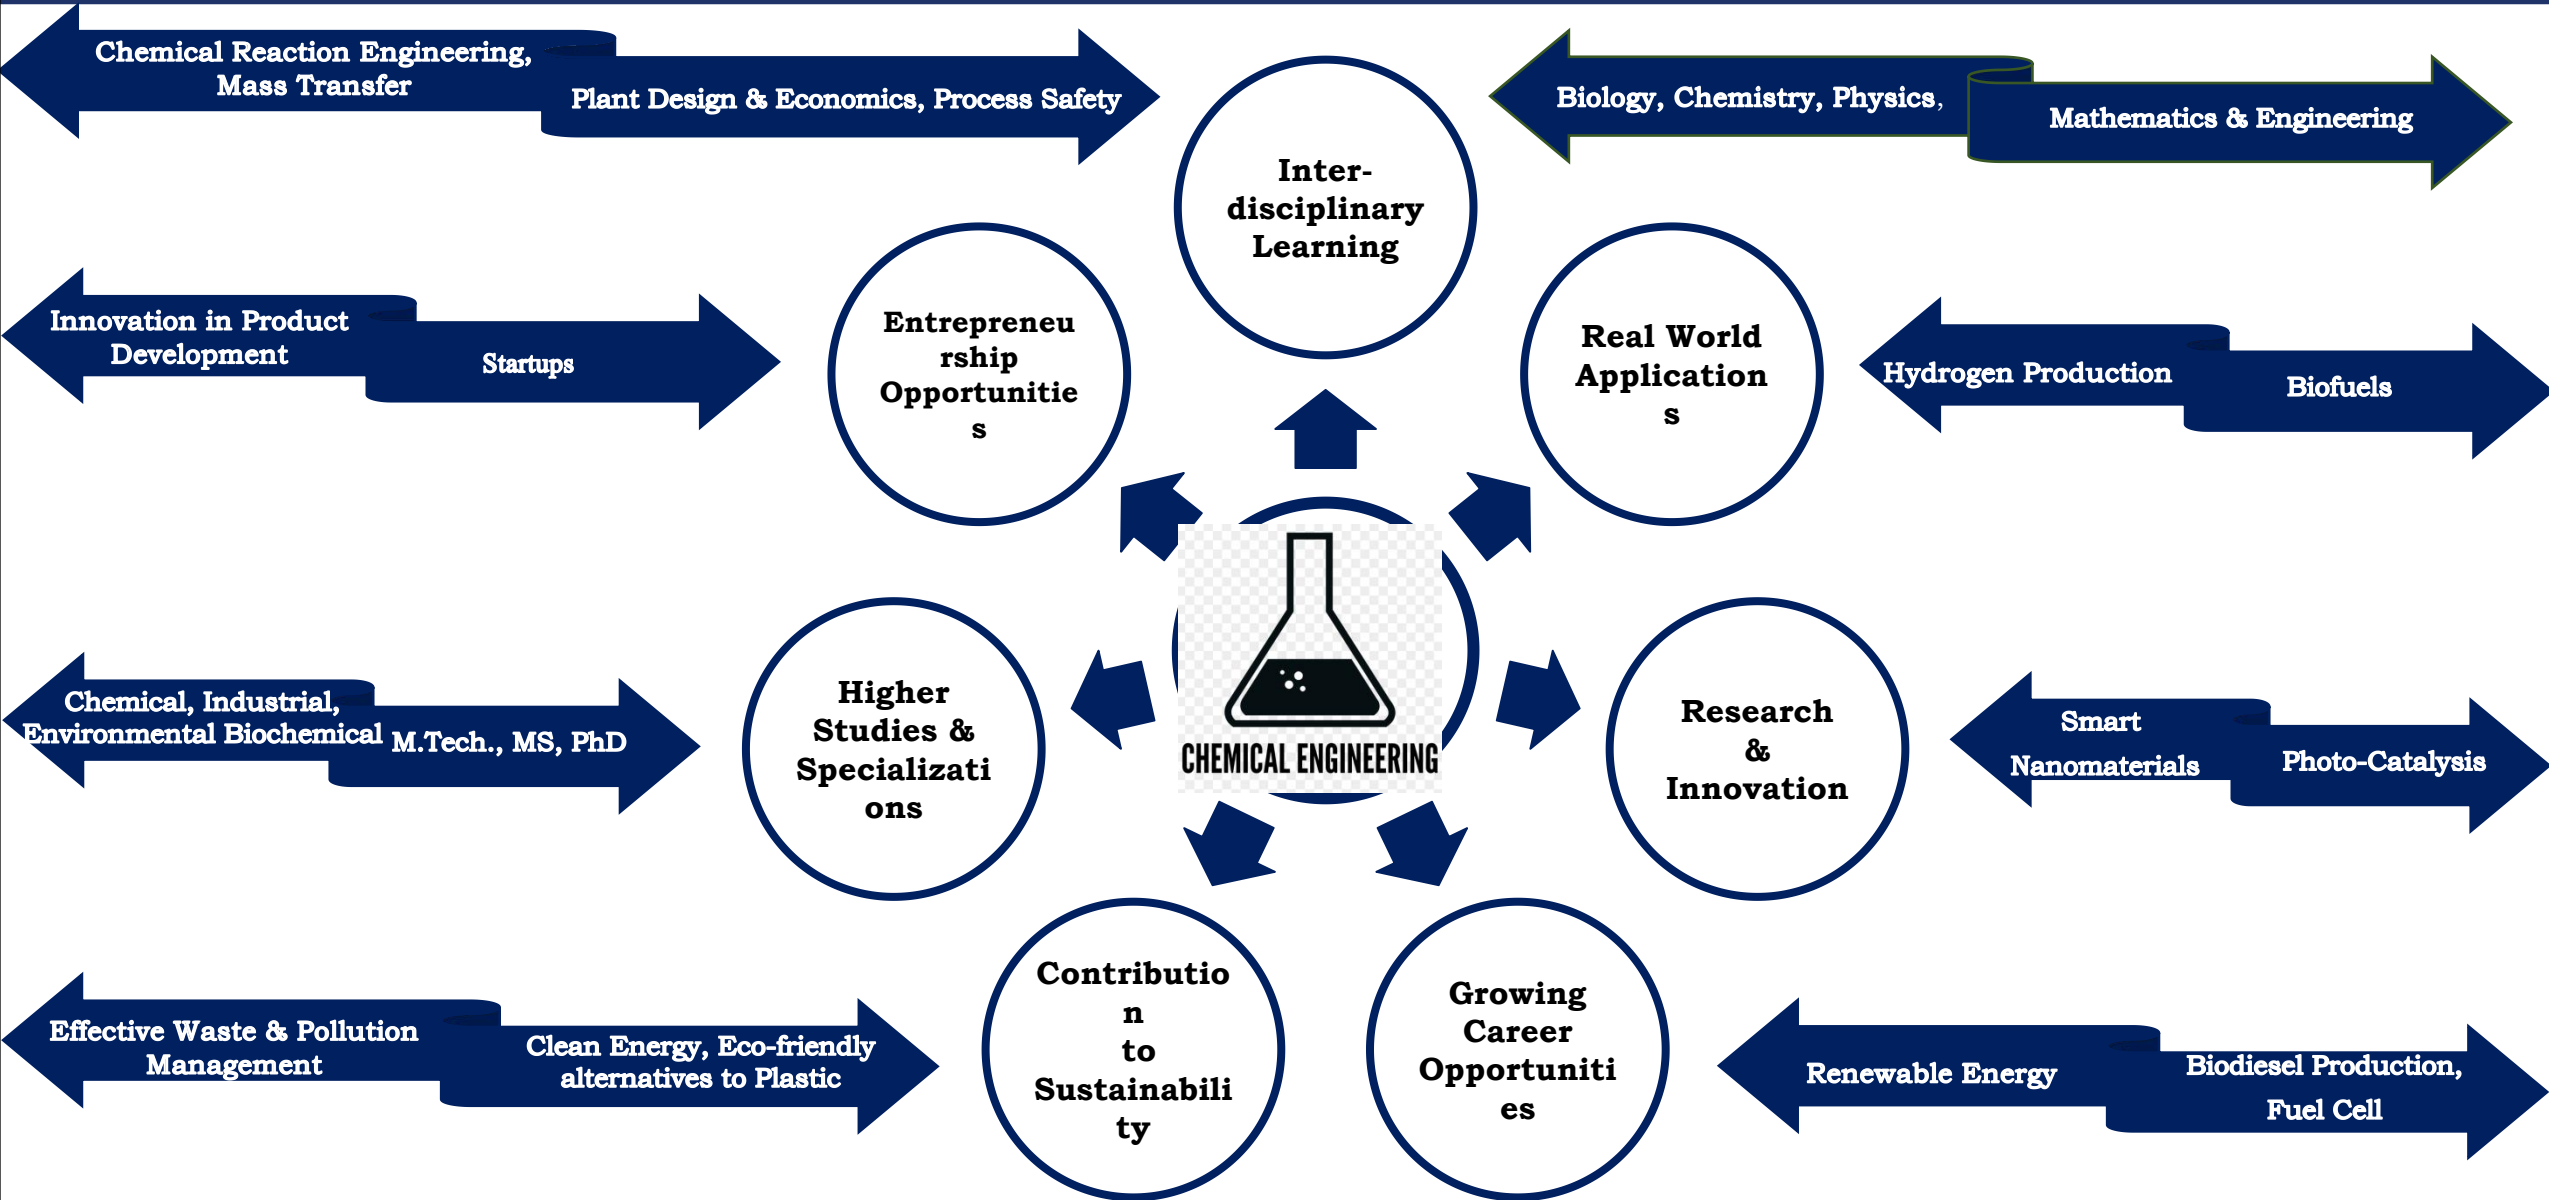 Chemical Reaction Engineering,
Mass Transfer
Plant Design & Economics, Process Safety
Inter-
disciplinary
Learning
Biology, Chemistry, Physics,
Mathematics & Engineering
Innovation in Product
Development
Startups
Entrepreneu
rship
Opportunitie
s
Real World
Application
s
Hydrogen Production
Biofuels
Chemical, Industrial,
Environmental Biochemical
M.Tech., MS, PhD
Higher
Studies &
Specializati
ons
CHEMICAL ENGINEERING
Research
&
Innovation
Smart
Nanomaterials
Photo-Catalysis
Effective Waste & Pollution
Management
Clean Energy, Eco-friendly
alternatives to Plastic
Contributio
n
to
Sustainabili
ty
Growing
Career
Opportuniti
es
Renewable Energy
Biodiesel Production,
Fuel Cell